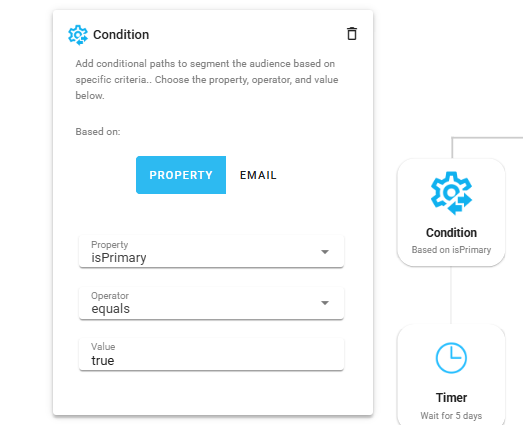 Condition
Add conditional paths to segment the audience based on
specific criteria.. Choose the property, operator, and value
below.
Based on:
PROPERTY EMAIL
Property
isPrimary
Operator
equals
Value
true
Condition
Based on isPrimary
Timer
Wait for 5 days